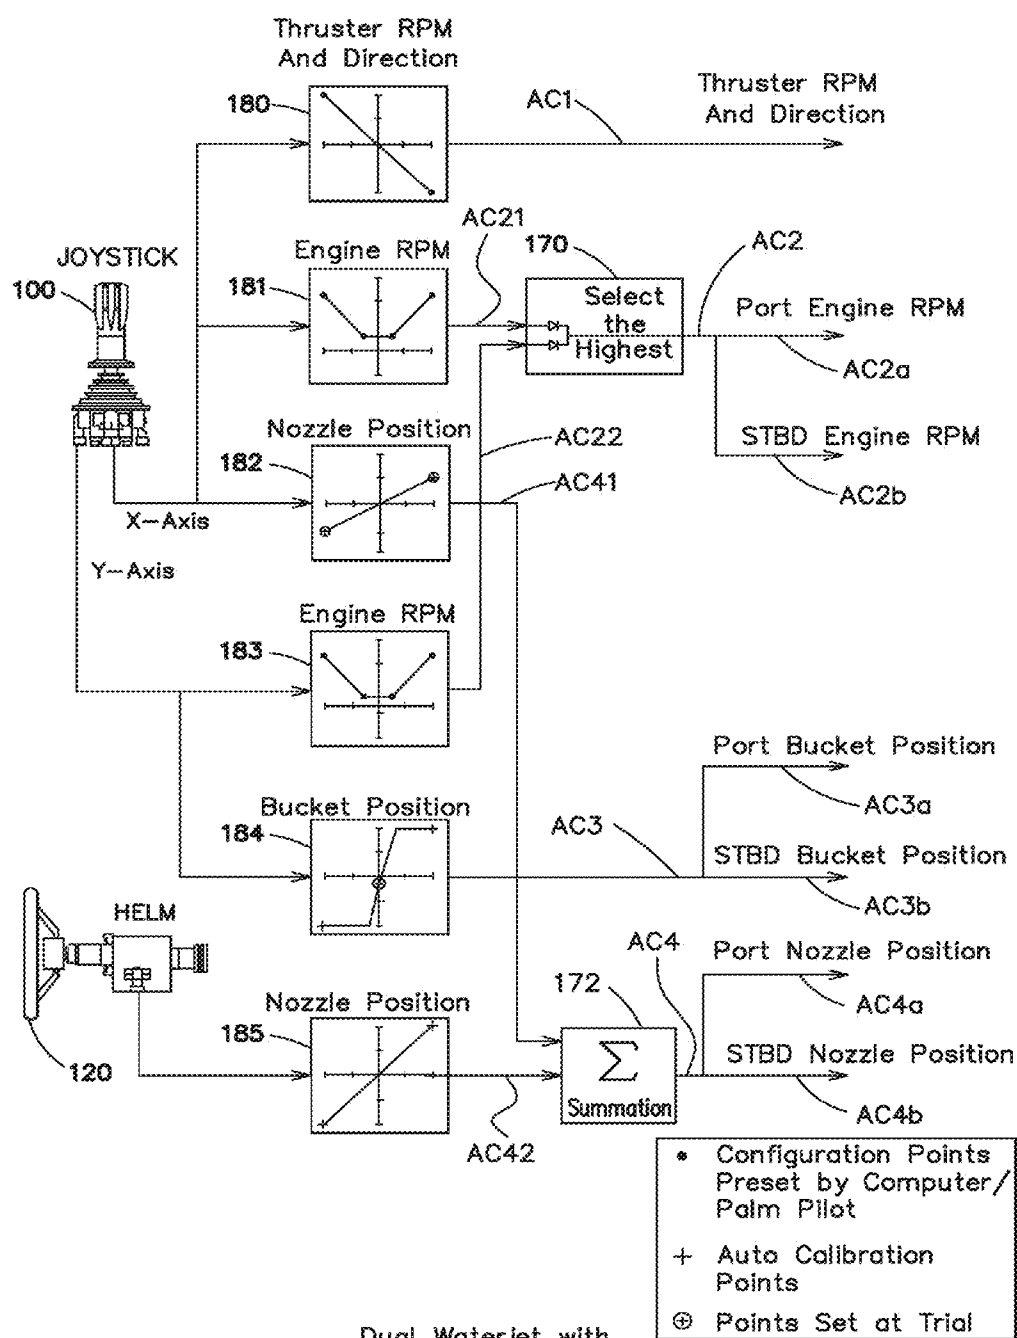 Thruster RPM
And Direction
180
AC1
Thruster RPM
And Direction
JOYSTICK
100
Engine RPM
181
AC21
170
Select
the
Highest
AC2
Port Engine RPM
AC2a
STBD Engine RPM
AC2b
Nozzle Position
182
AC22
AC41
X-Axis
Y-Axis
Engine RPM
183
Bucket Position
184
AC3
Port Bucket Position
AC3a
STBD Bucket Position
AC3b
HELM
120
Nozzle Position
185
AC42
172
Σ
Summation
AC4
Port Nozzle Position
AC4a
STBD Nozzle Position
AC4b
• Configuration Points
Preset by Computer/
Palm Pilot
+ Auto Calibration
Points
⊕ Points Set at Trial
Dual Waterjet with